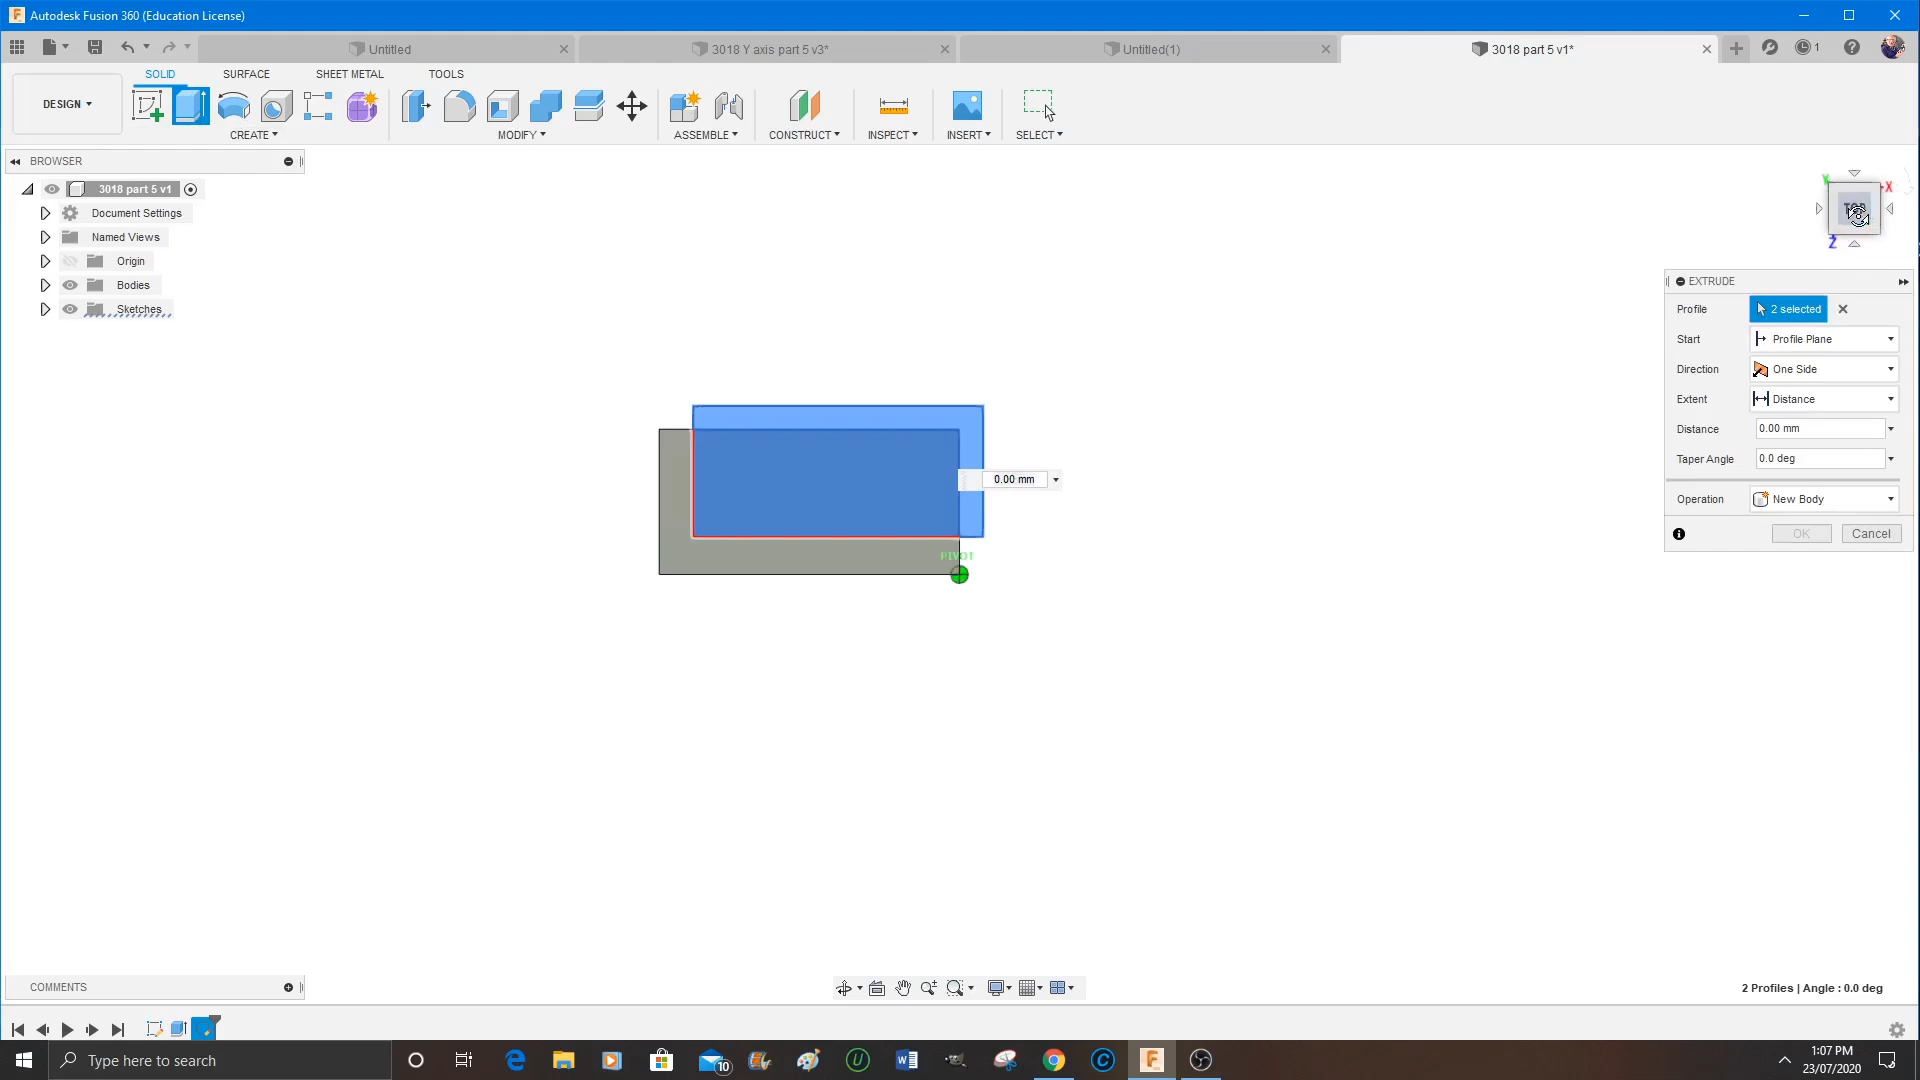 Autodesk Fusion 360 (Education License)
Untitled
3018 Y axis part 5 v3*
Untitled(1)
3018 part 5 v1*
1
SOLID
SURFACE
SHEET METAL
TOOLS
DESIGN
CREATE
MODIFY
ASSEMBLE
CONSTRUCT
INSPECT
INSERT
SELECT
BROWSER
3018 part 5 v1
Document Settings
Named Views
Origin
Bodies
Sketches
X
Z
EXTRUDE
Profile
2 selected
Start
Profile Plane
Direction
One Side
Extent
Distance
Distance
0.00 mm
Taper Angle
0.0 deg
Operation
New Body
OK
Cancel
0.00 mm
PIVOT
COMMENTS
2 Profiles | Angle : 0.0 deg
Type here to search
10
1:07 PM
23/07/2020